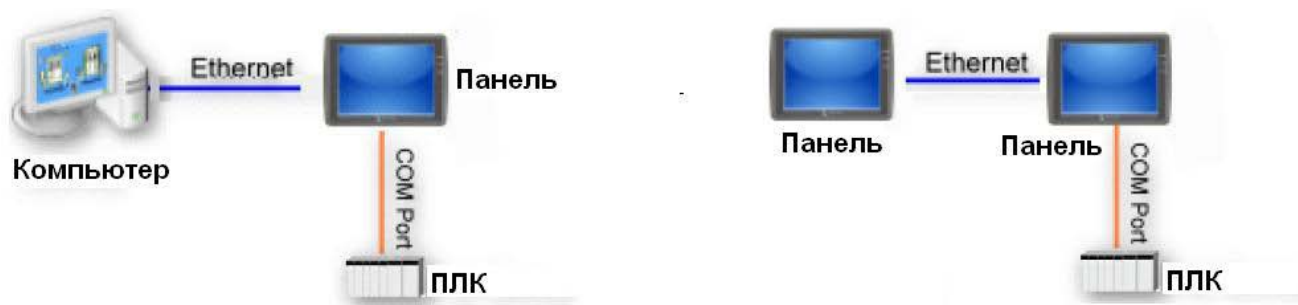 Ethernet
Панель
Компьютер
COM Port
ПЛК
Ethernet
Панель
Панель
COM Port
ПЛК